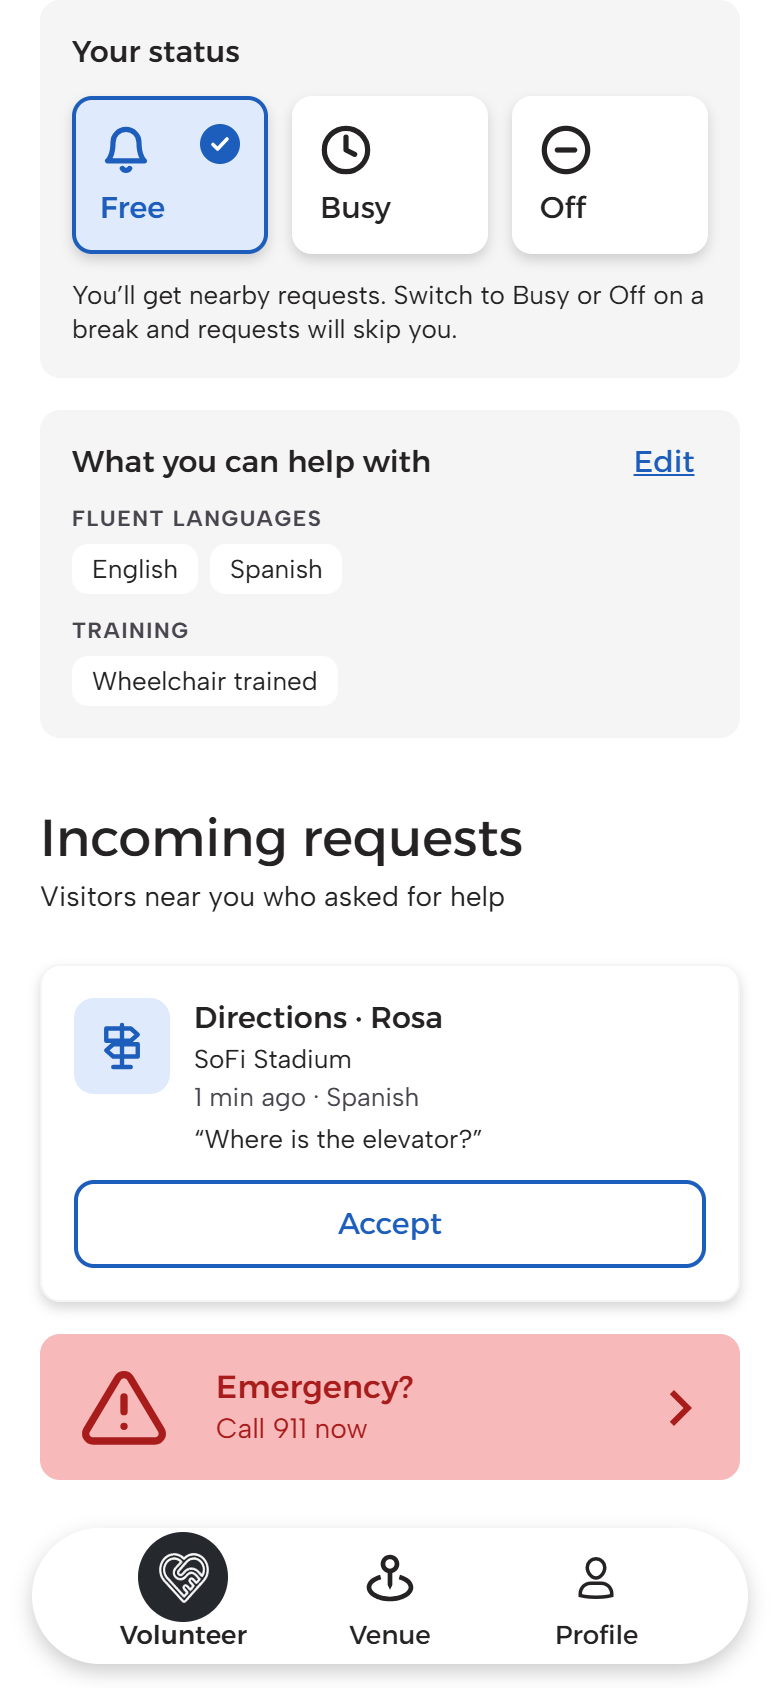 Your status
Free
Busy
Off
You’ll get nearby requests. Switch to Busy or Off on a
break and requests will skip you.
What you can help with
Edit
FLUENT LANGUAGES
English
Spanish
TRAINING
Wheelchair trained
Incoming requests
Visitors near you who asked for help
Directions · Rosa
SoFi Stadium
1 min ago · Spanish
“Where is the elevator?”
Accept
Emergency?
Call 911 now
Volunteer
Venue
Profile